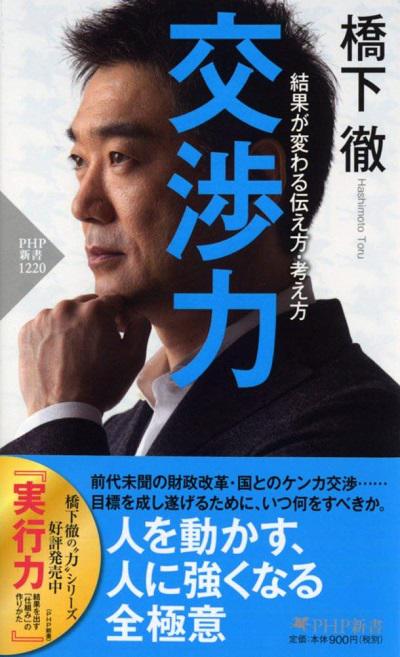 橋下 徹
Hashimoto Toru
交渉力
結果が変わる伝え方・考え方
PHP
新書
1220
前代未聞の財政改革・国とのケンカ交渉……
目標を成し遂げるために、いつ何をすべきか。
人を動かす、
人に強くなる
全極意
橋下徹の“力”シリーズ
好評発売中
(PHP新書)
『実行力』
結果を出す
「仕組み」の
作りかた
PHP新書
定価:本体900円(税別)